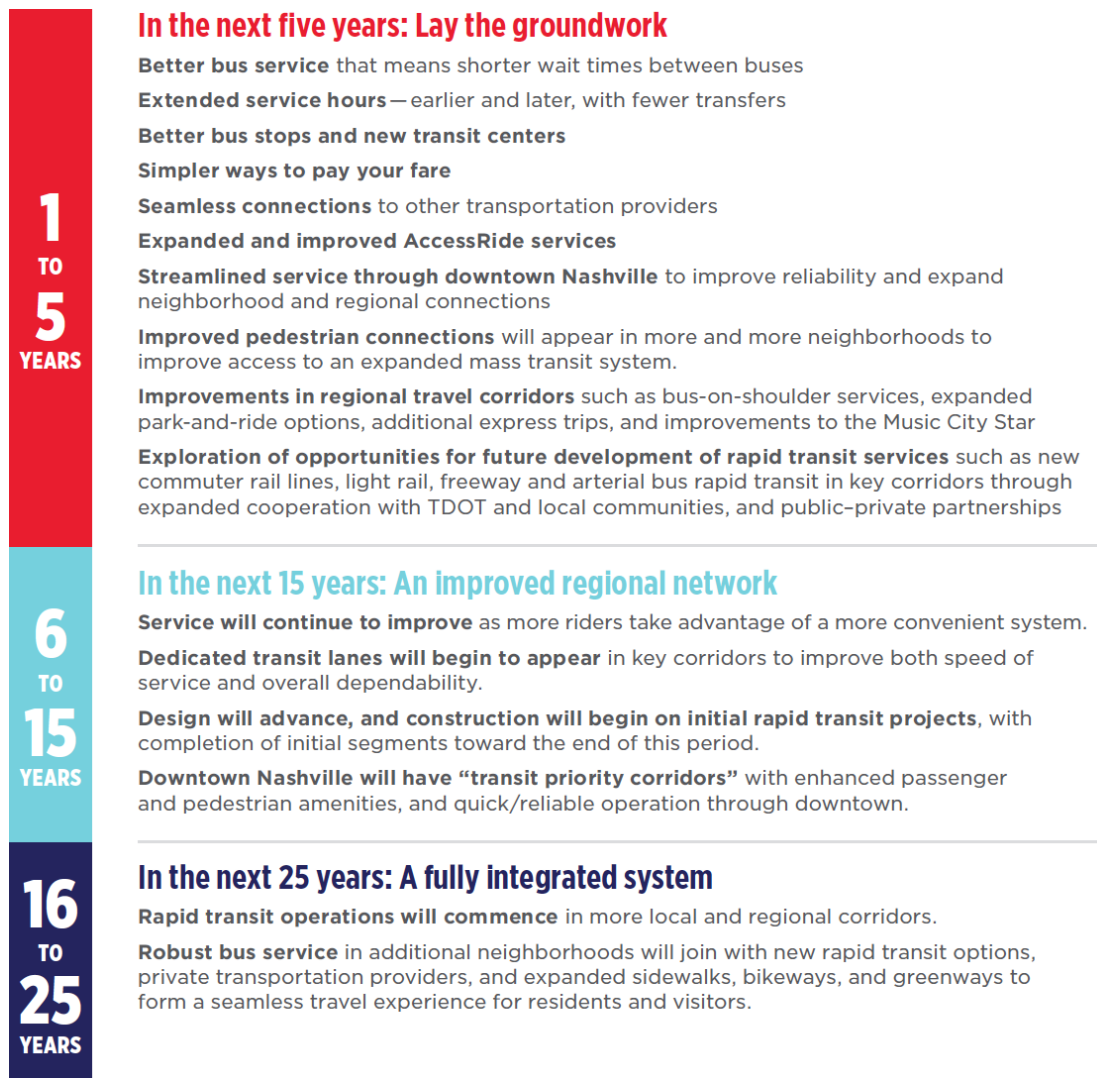 In the next five years: Lay the groundwork
Better bus service that means shorter wait times between buses
Extended service hours — earlier and later, with fewer transfers
Better bus stops and new transit centers
Simpler ways to pay your fare
Seamless connections to other transportation providers
Expanded and improved AccessRide services
Streamlined service through downtown Nashville to improve reliability and expand
neighborhood and regional connections
Improved pedestrian connections will appear in more and more neighborhoods to
improve access to an expanded mass transit system.
Improvements in regional travel corridors such as bus-on-shoulder services, expanded
park-and-ride options, additional express trips, and improvements to the Music City Star
Exploration of opportunities for future development of rapid transit services such as new
commuter rail lines, light rail, freeway and arterial bus rapid transit in key corridors through
expanded cooperation with TDOT and local communities, and public–private partnerships
1
TO
5
YEARS
In the next 15 years: An improved regional network
Service will continue to improve as more riders take advantage of a more convenient system.
Dedicated transit lanes will begin to appear in key corridors to improve both speed of
service and overall dependability.
Design will advance, and construction will begin on initial rapid transit projects, with
completion of initial segments toward the end of this period.
Downtown Nashville will have “transit priority corridors” with enhanced passenger
and pedestrian amenities, and quick/reliable operation through downtown.
6
TO
15
YEARS
In the next 25 years: A fully integrated system
Rapid transit operations will commence in more local and regional corridors.
Robust bus service in additional neighborhoods will join with new rapid transit options,
private transportation providers, and expanded sidewalks, bikeways, and greenways to
form a seamless travel experience for residents and visitors.
16
TO
25
YEARS